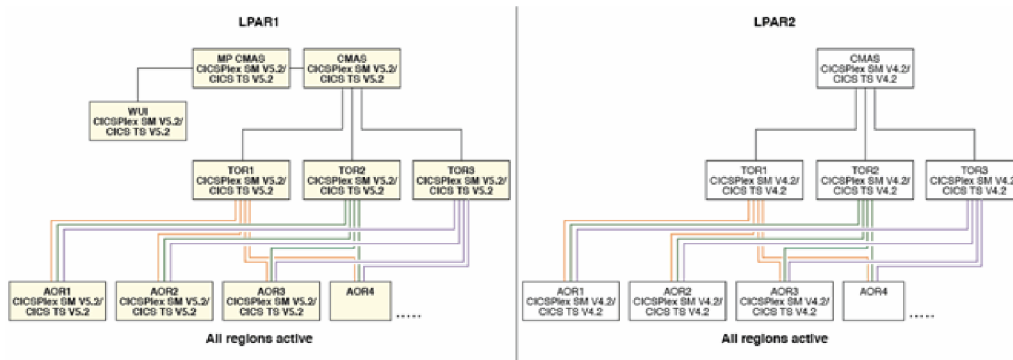 LPAR1
LPAR2
MP CMAS
CICSPlex SM V5.2/
CICS TS V5.2
CMAS
CICSPlex SM V5.2/
CICS TS V5.2
CMAS
CICSPlex SM V4.2/
CICS TS V4.2
WUI
CICSPlex SM V5.2/
CICS TS V5.2
TOR1
CICSPlex SM V5.2/
CICS TS V5.2
TOR2
CICSPlex SM V5.2/
CICS TS V5.2
TOR3
CICSPlex SM V5.2/
CICS TS V5.2
TOR1
CICSPlex SM V4.2/
CICS TS V4.2
TOR2
CICSPlex SM V4.2/
CICS TS V4.2
TOR3
CICSPlex SM V4.2/
CICS TS V4.2
AOR1
CICSPlex SM V5.2/
CICS TS V5.2
AOR2
CICSPlex SM V5.2/
CICS TS V5.2
AOR3
CICSPlex SM V5.2/
CICS TS V5.2
AOR4
.....
AOR1
CICSPlex SM V4.2/
CICS TS V4.2
AOR2
CICSPlex SM V4.2/
CICS TS V4.2
AOR3
CICSPlex SM V4.2/
CICS TS V4.2
AOR4
.....
All regions active
All regions active